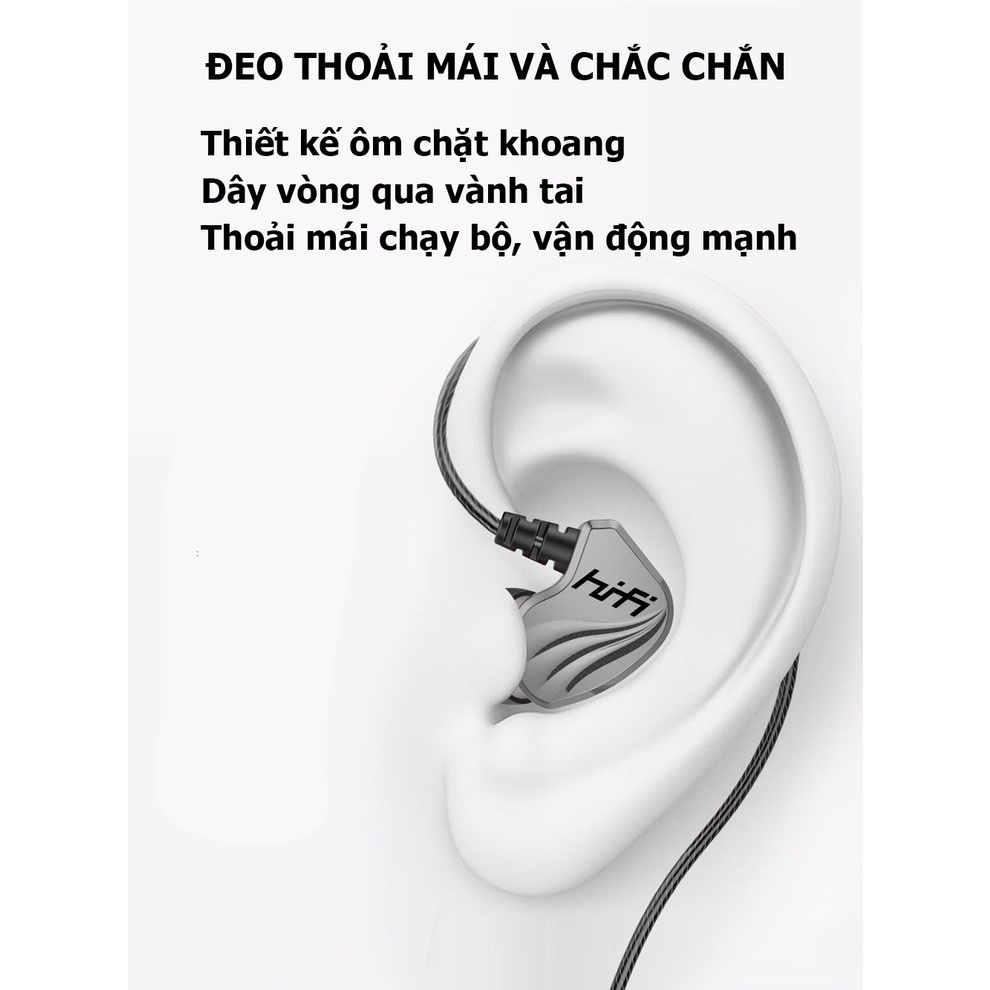 ĐEO THOẢI MÁI VÀ CHẮC CHẮN
Thiết kế ôm chặt khoang
Dây vòng qua vành tai
Thoải mái chạy bộ, vận động mạnh
hifi